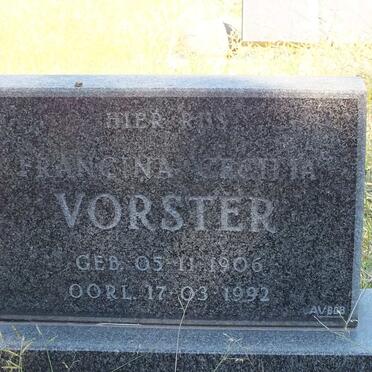 HIER RUS
FRANCINA CECILIA
VORSTER
GEB. 05-11-1906
OORL. 17-03-1992